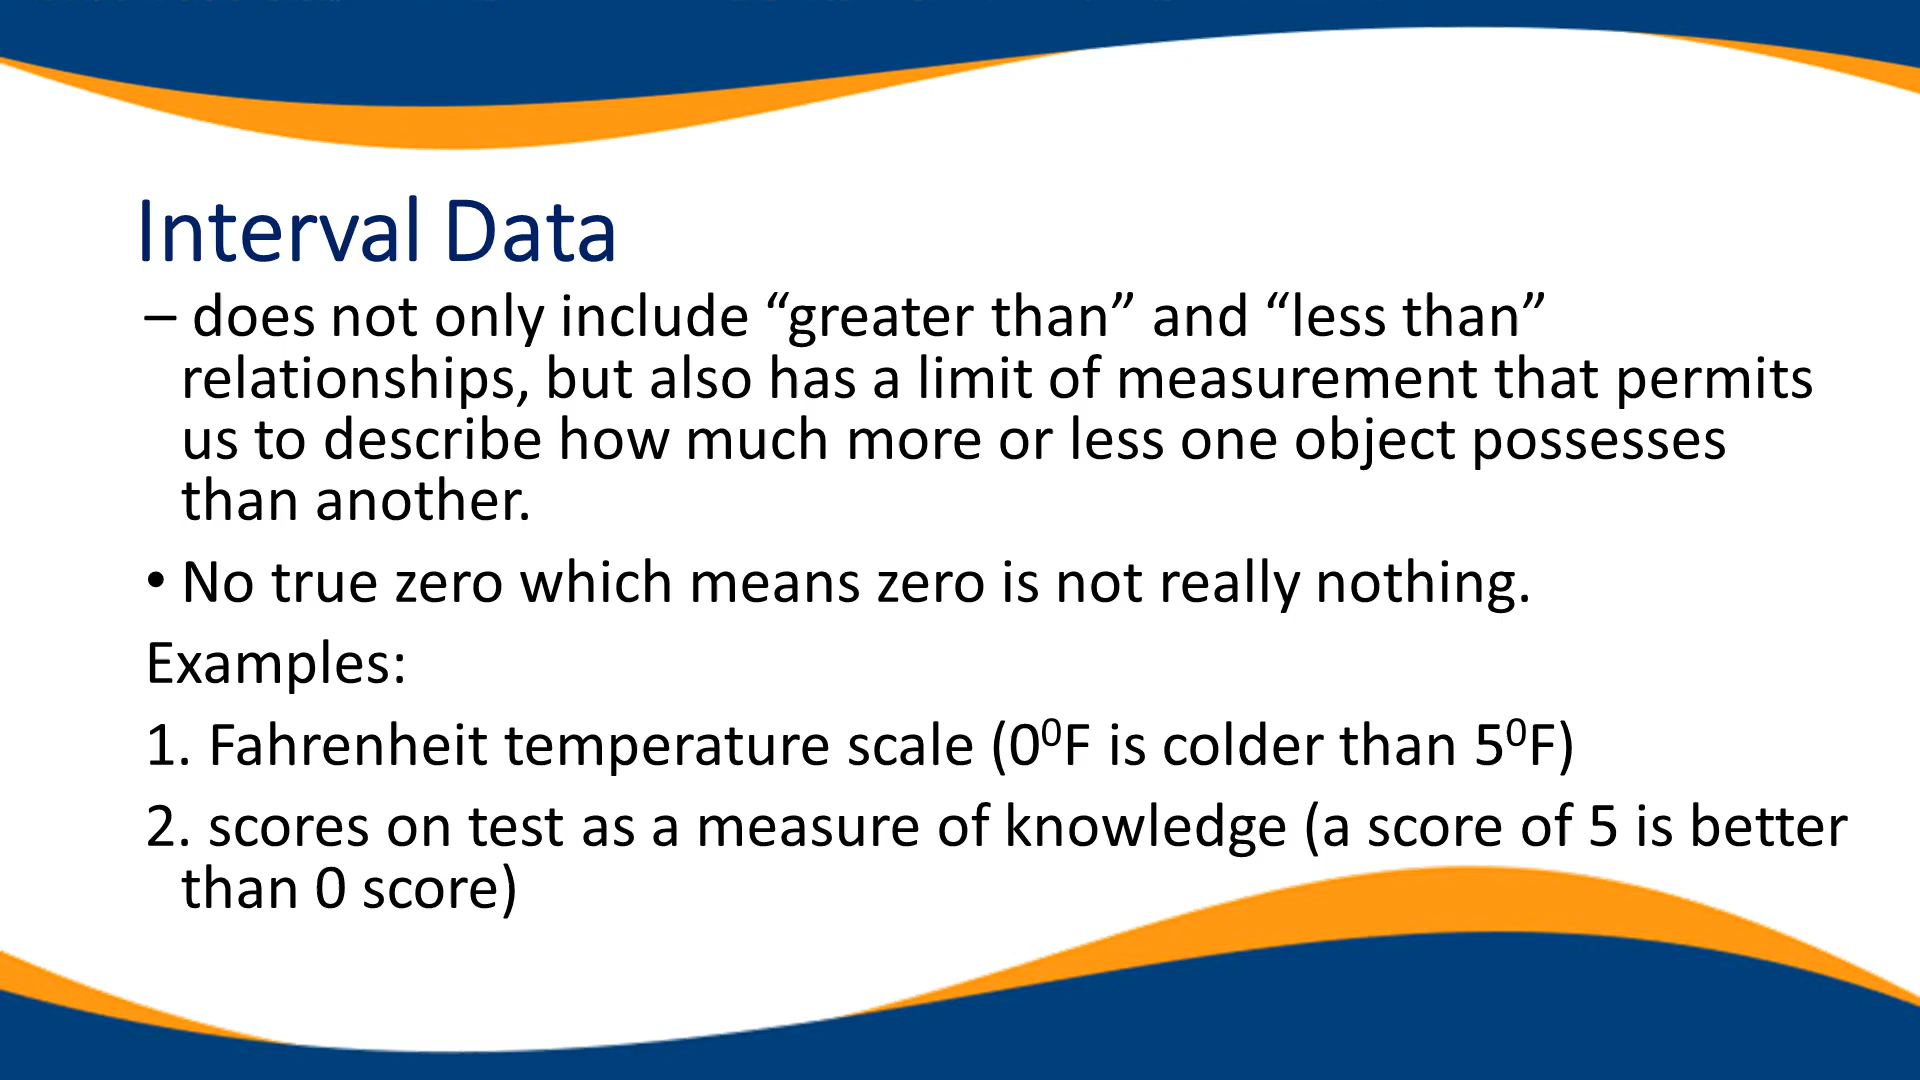 Interval Data
– does not only include “greater than” and “less than”
relationships, but also has a limit of measurement that permits
us to describe how much more or less one object possesses
than another.
• No true zero which means zero is not really nothing.
Examples:
1. Fahrenheit temperature scale (0⁰F is colder than 5⁰F)
2. scores on test as a measure of knowledge (a score of 5 is better
than 0 score)